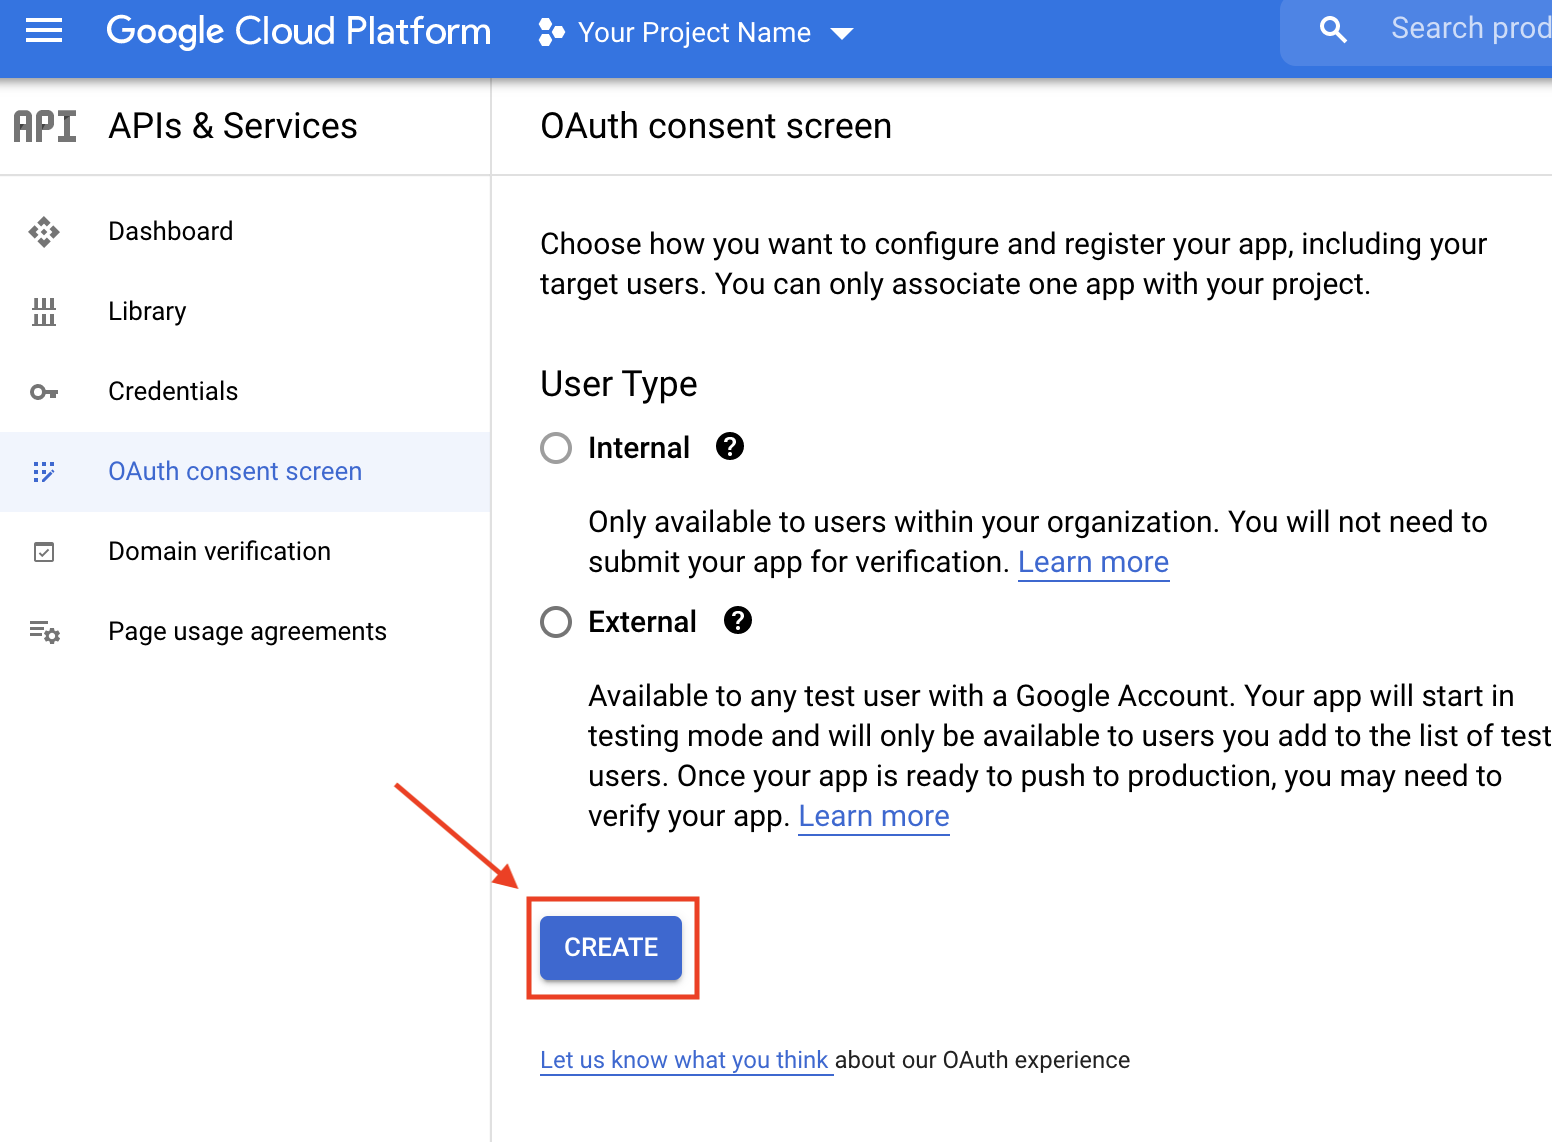 Google Cloud Platform
Your Project Name
Search prod
API
APIs & Services
OAuth consent screen
Dashboard
Library
Credentials
OAuth consent screen
Domain verification
Page usage agreements
Choose how you want to configure and register your app, including your
target users. You can only associate one app with your project.
User Type
Internal
Only available to users within your organization. You will not need to
submit your app for verification. Learn more
External
Available to any test user with a Google Account. Your app will start in
testing mode and will only be available to users you add to the list of test
users. Once your app is ready to push to production, you may need to
verify your app. Learn more
CREATE
Let us know what you think about our OAuth experience